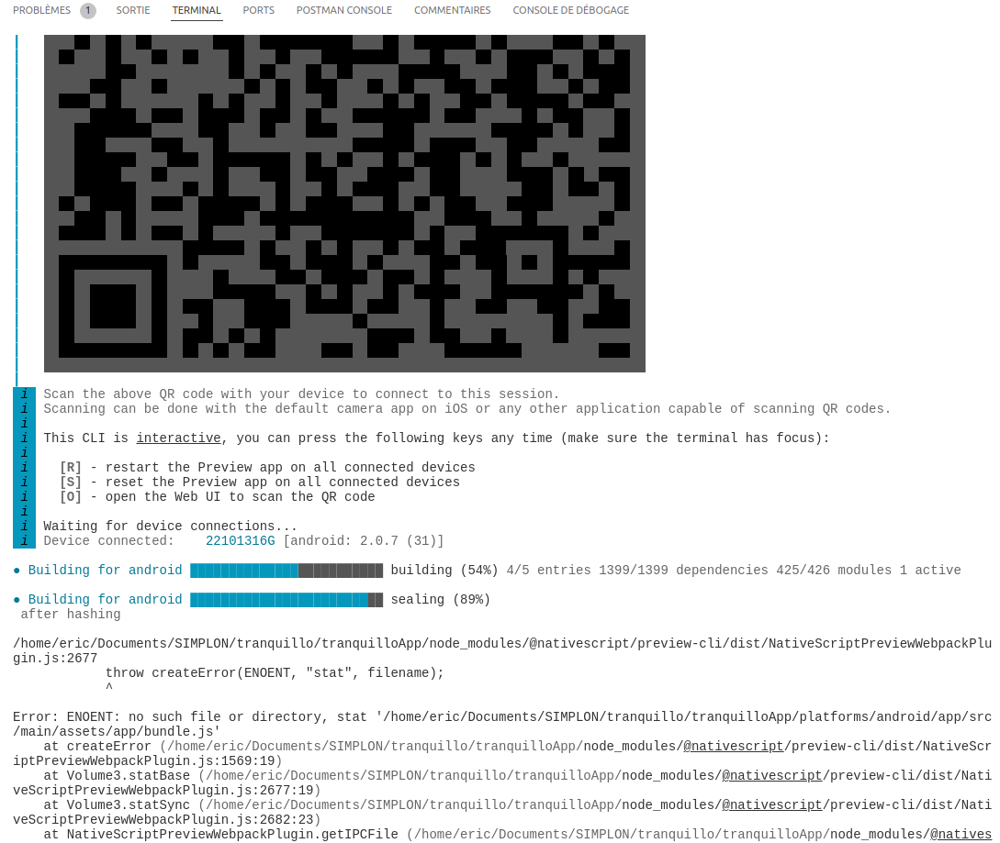 PROBLÈMES 1 SORTIE TERMINAL PORTS POSTMAN CONSOLE COMMENTAIRES CONSOLE DE DÉBOGAGE
i Scan the above QR code with your device to connect to this session.
i Scanning can be done with the default camera app on iOS or any other application capable of scanning QR codes.
i
i This CLI is interactive, you can press the following keys any time (make sure the terminal has focus):
i
i [R] - restart the Preview app on all connected devices
i [S] - reset the Preview app on all connected devices
i [O] - open the Web UI to scan the QR code
i
i Waiting for device connections...
i Device connected: 22101316G [android: 2.0.7 (31)]
● Building for android building (54%) 4/5 entries 1399/1399 dependencies 425/426 modules 1 active
● Building for android sealing (89%)
after hashing
/home/eric/Documents/SIMPLON/tranquillo/tranquilloApp/node_modules/@nativescript/preview-cli/dist/NativeScriptPreviewWebpackPlu
gin.js:2677
throw createError(ENOENT, "stat", filename);
^
Error: ENOENT: no such file or directory, stat '/home/eric/Documents/SIMPLON/tranquillo/tranquilloApp/platforms/android/app/src
/main/assets/app/bundle.js'
at createError (/home/eric/Documents/SIMPLON/tranquillo/tranquilloApp/node_modules/@nativescript/preview-cli/dist/NativeScr
iptPreviewWebpackPlugin.js:1569:19)
at Volume3.statBase (/home/eric/Documents/SIMPLON/tranquillo/tranquilloApp/node_modules/@nativescript/preview-cli/dist/Nati
veScriptPreviewWebpackPlugin.js:2677:19)
at Volume3.statSync (/home/eric/Documents/SIMPLON/tranquillo/tranquilloApp/node_modules/@nativescript/preview-cli/dist/Nati
veScriptPreviewWebpackPlugin.js:2682:23)
at NativeScriptPreviewWebpackPlugin.getIPCFile (/home/eric/Documents/SIMPLON/tranquillo/tranquilloApp/node_modules/@natives